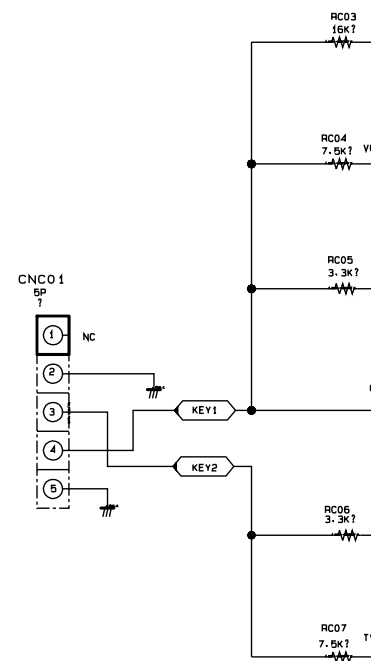 RC03
16K?
RC04
7.5K?
RC05
3.3K?
CNC01
5P
?
1
NC
2
3
KEY1
4
KEY2
5
RC06
3.3K?
RC07
7.5K?